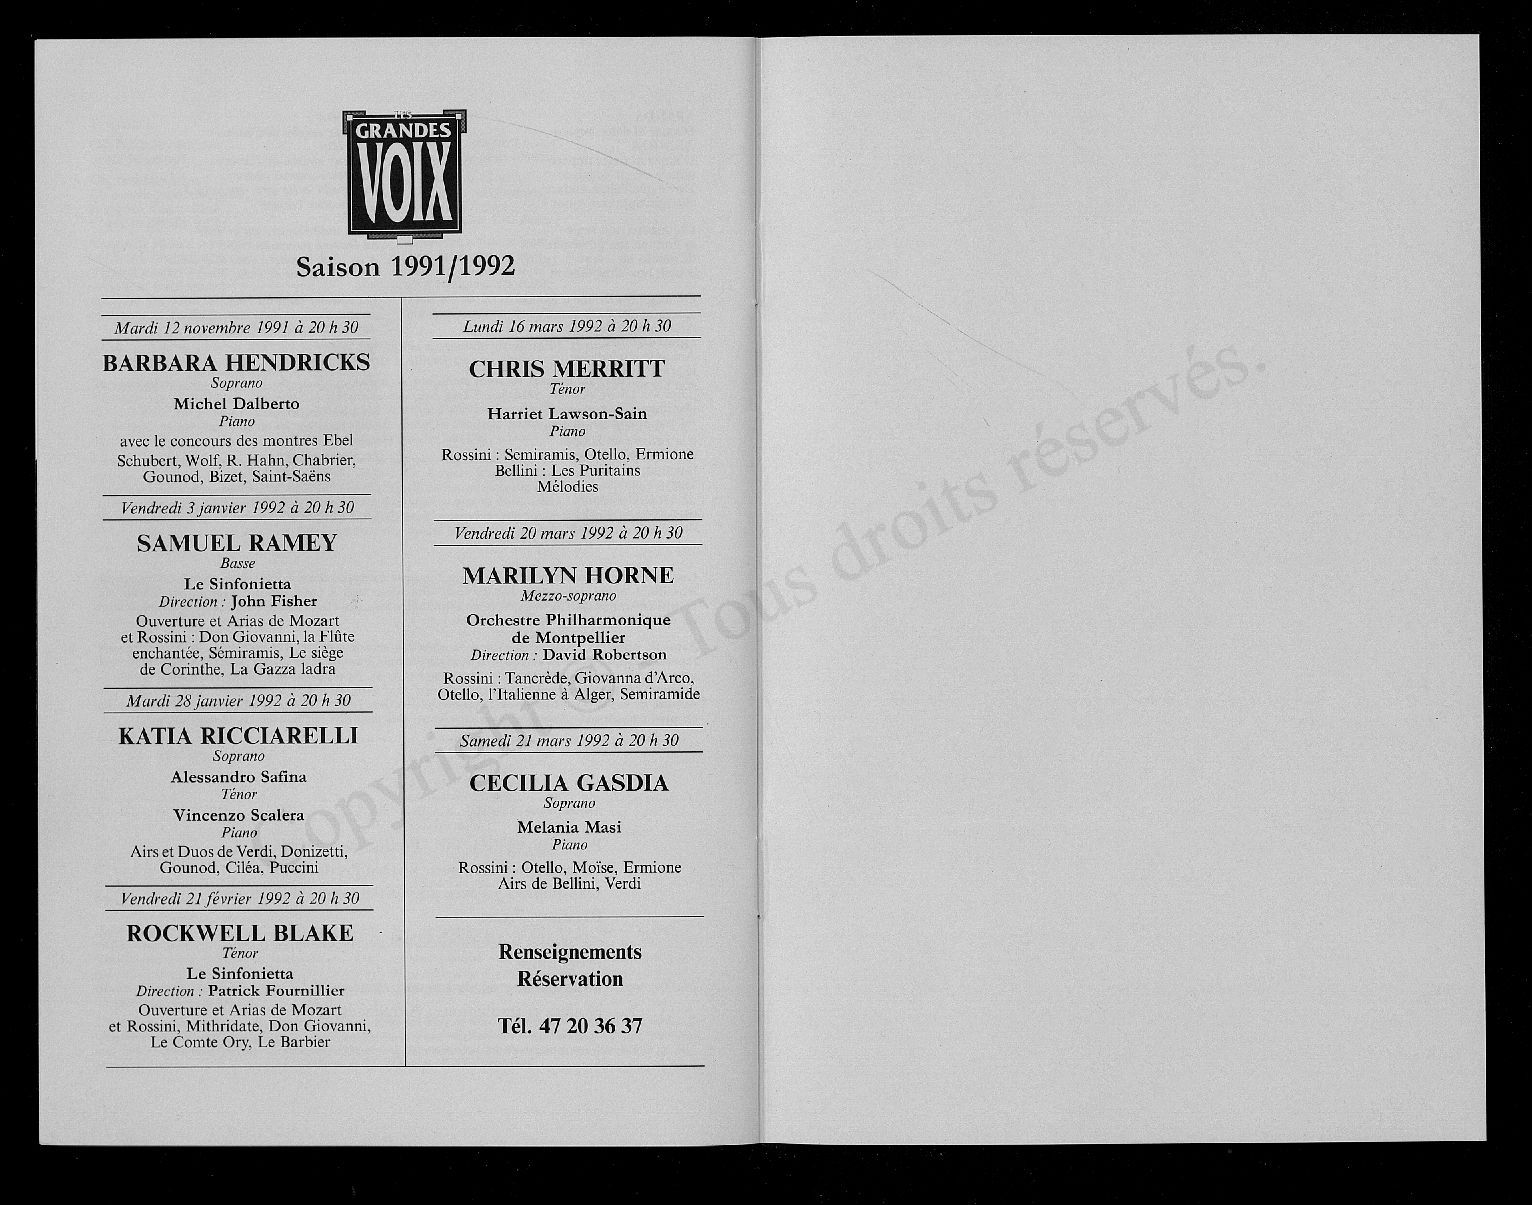 LES
GRANDES
VOIX
Saison 1991/1992
Mardi 12 novembre 1991 à 20 h 30
BARBARA HENDRICKS
Soprano
Michel Dalberto
Piano
avec le concours des montres Ebel
Schubert, Wolf, R. Hahn, Chabrier,
Gounod, Bizet, Saint-Saëns
Vendredi 3 janvier 1992 à 20 h 30
SAMUEL RAMEY
Basse
Le Sinfonietta
Direction : John Fisher
Ouverture et Arias de Mozart
et Rossini : Don Giovanni, la Flûte
enchantée, Sémiramis, Le siège
de Corinthe, La Gazza ladra
Mardi 28 janvier 1992 à 20 h 30
KATIA RICCIARELLI
Soprano
Alessandro Safina
Ténor
Vincenzo Scalera
Piano
Airs et Duos de Verdi, Donizetti,
Gounod, Ciléa, Puccini
Vendredi 21 février 1992 à 20 h 30
ROCKWELL BLAKE
Ténor
Le Sinfonietta
Direction : Patrick Fournillier
Ouverture et Arias de Mozart
et Rossini, Mithridate, Don Giovanni,
Le Comte Ory, Le Barbier
Lundi 16 mars 1992 à 20 h 30
CHRIS MERRITT
Ténor
Harriet Lawson-Sain
Piano
Rossini : Semiramis, Otello, Ermione
Bellini : Les Puritains
Mélodies
Vendredi 20 mars 1992 à 20 h 30
MARILYN HORNE
Mezzo-soprano
Orchestre Philharmonique
de Montpellier
Direction : David Robertson
Rossini : Tancrède, Giovanna d'Arco,
Otello, l'Italienne à Alger, Semiramide
Samedi 21 mars 1992 à 20 h 30
CECILIA GASDIA
Soprano
Melania Masi
Piano
Rossini : Otello, Moïse, Ermione
Airs de Bellini, Verdi
Renseignements
Réservation
Tél. 47 20 36 37
opyright © - Tous droits réservés.